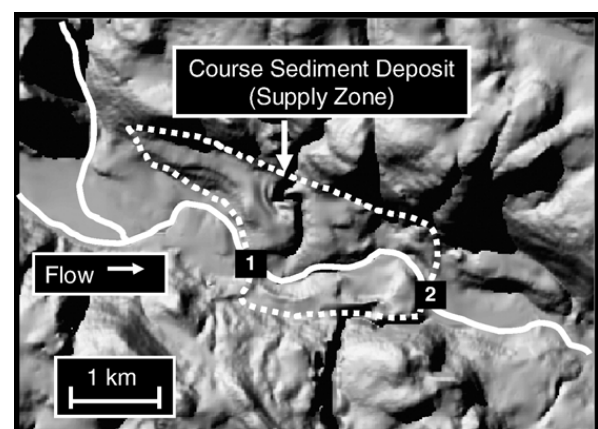 Course Sediment Deposit
(Supply Zone)
1
Flow
2
1 km